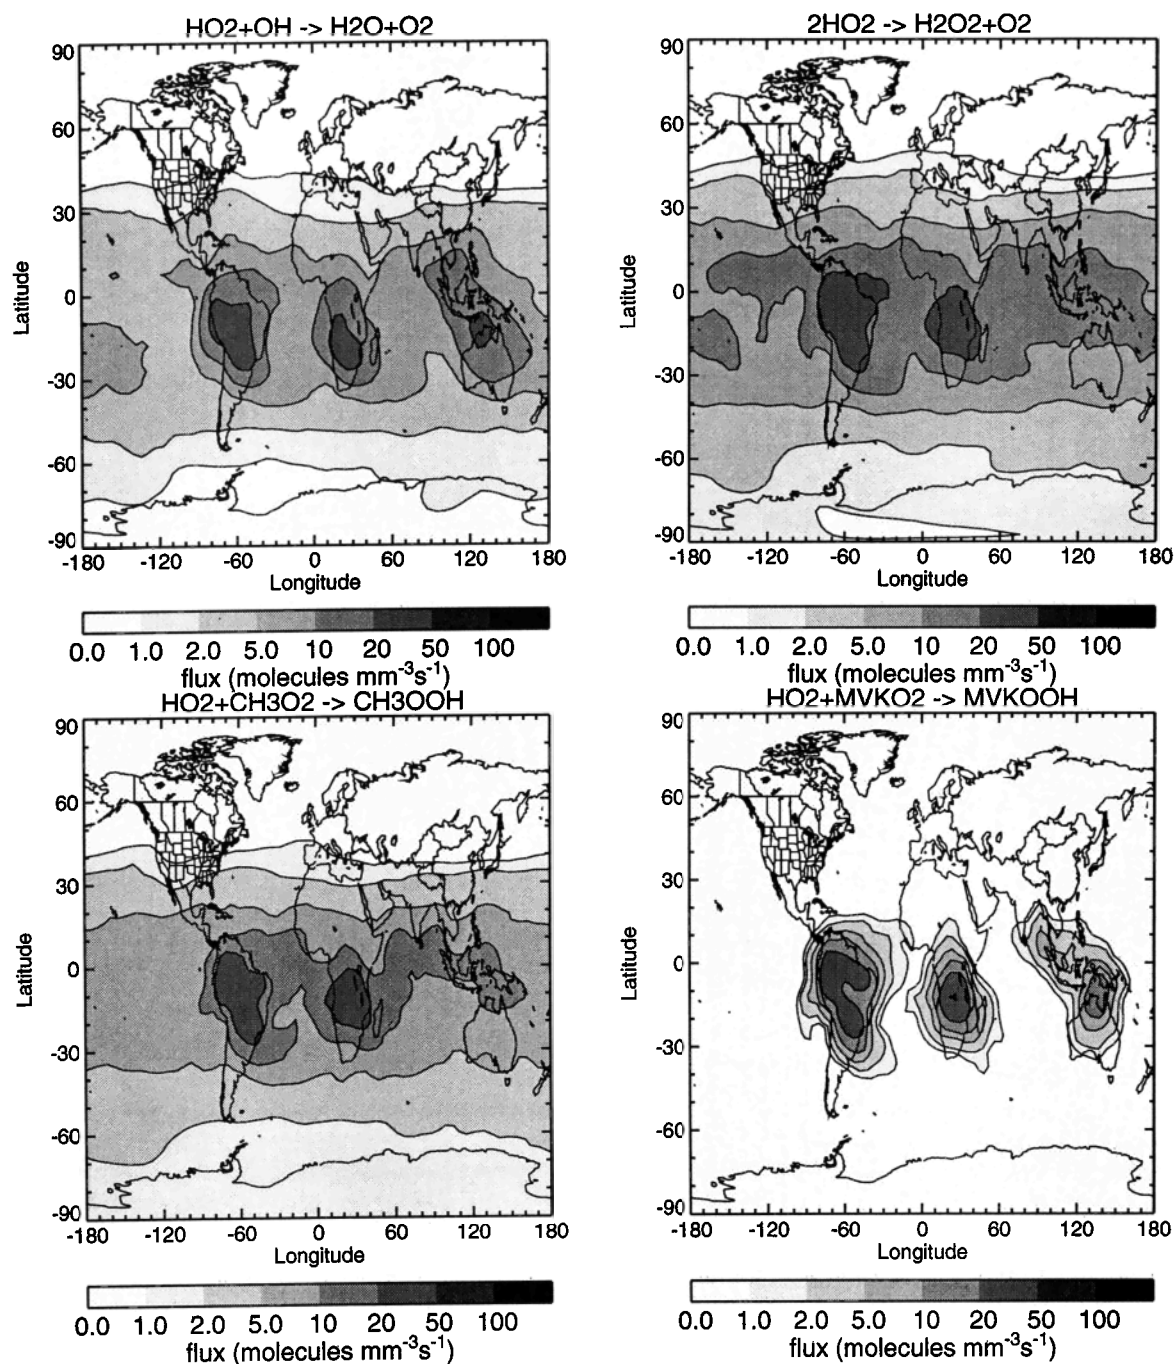 HO2+OH -> H2O+O2
90
60
30
0
-30
-60
-90
Latitude
-180 -120 -60 0 60 120 180
Longitude
0.0 1.0 2.0 5.0 10 20 50 100
flux (molecules mm-3s-1)
2HO2 -> H2O2+O2
90
60
30
0
-30
-60
-90
Latitude
-180 -120 -60 0 60 120 180
Longitude
0.0 1.0 2.0 5.0 10 20 50 100
flux (molecules mm-3s-1)
HO2+CH3O2 -> CH3OOH
90
60
30
0
-30
-60
-90
Latitude
-180 -120 -60 0 60 120 180
Longitude
0.0 1.0 2.0 5.0 10 20 50 100
flux (molecules mm-3s-1)
HO2+MVKO2 -> MVKOOH
90
60
30
0
-30
-60
-90
Latitude
-180 -120 -60 0 60 120 180
Longitude
0.0 1.0 2.0 5.0 10 20 50 100
flux (molecules mm-3s-1)